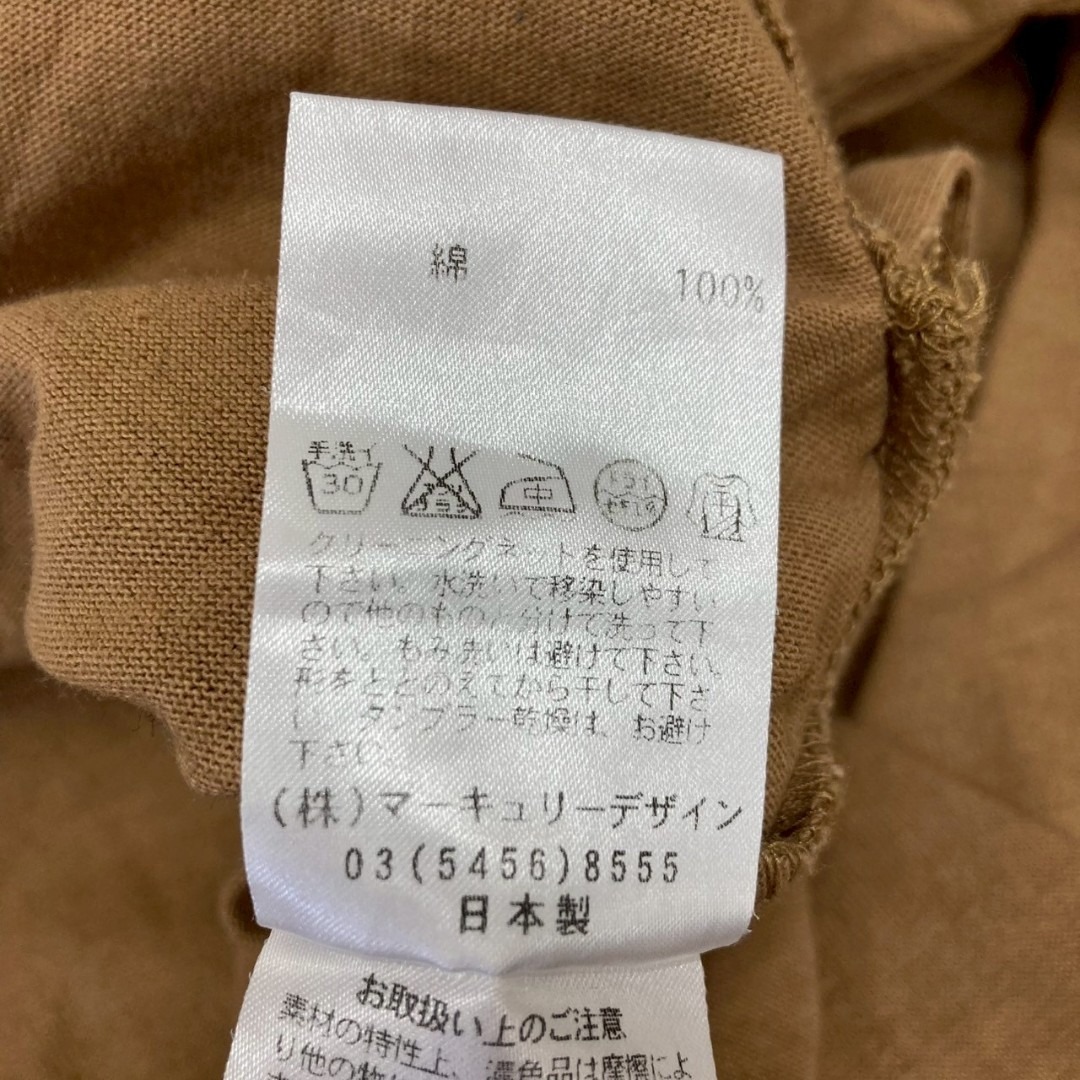 綿 100%
手洗イ
30
中
クリーニングネットを使用して
下さい。水洗いで移染しやすい
ので他のものと分けて洗って下
さい。もみ洗いは避けて下さい。
形をととのえてから干して下さ
い。タンブラー乾燥は、お避け
下さい。
(株)マーキュリーデザイン
03(5456)8555
日本製
お取扱い上のご注意
素材の特性上、濃色品は摩擦によ
り他の物